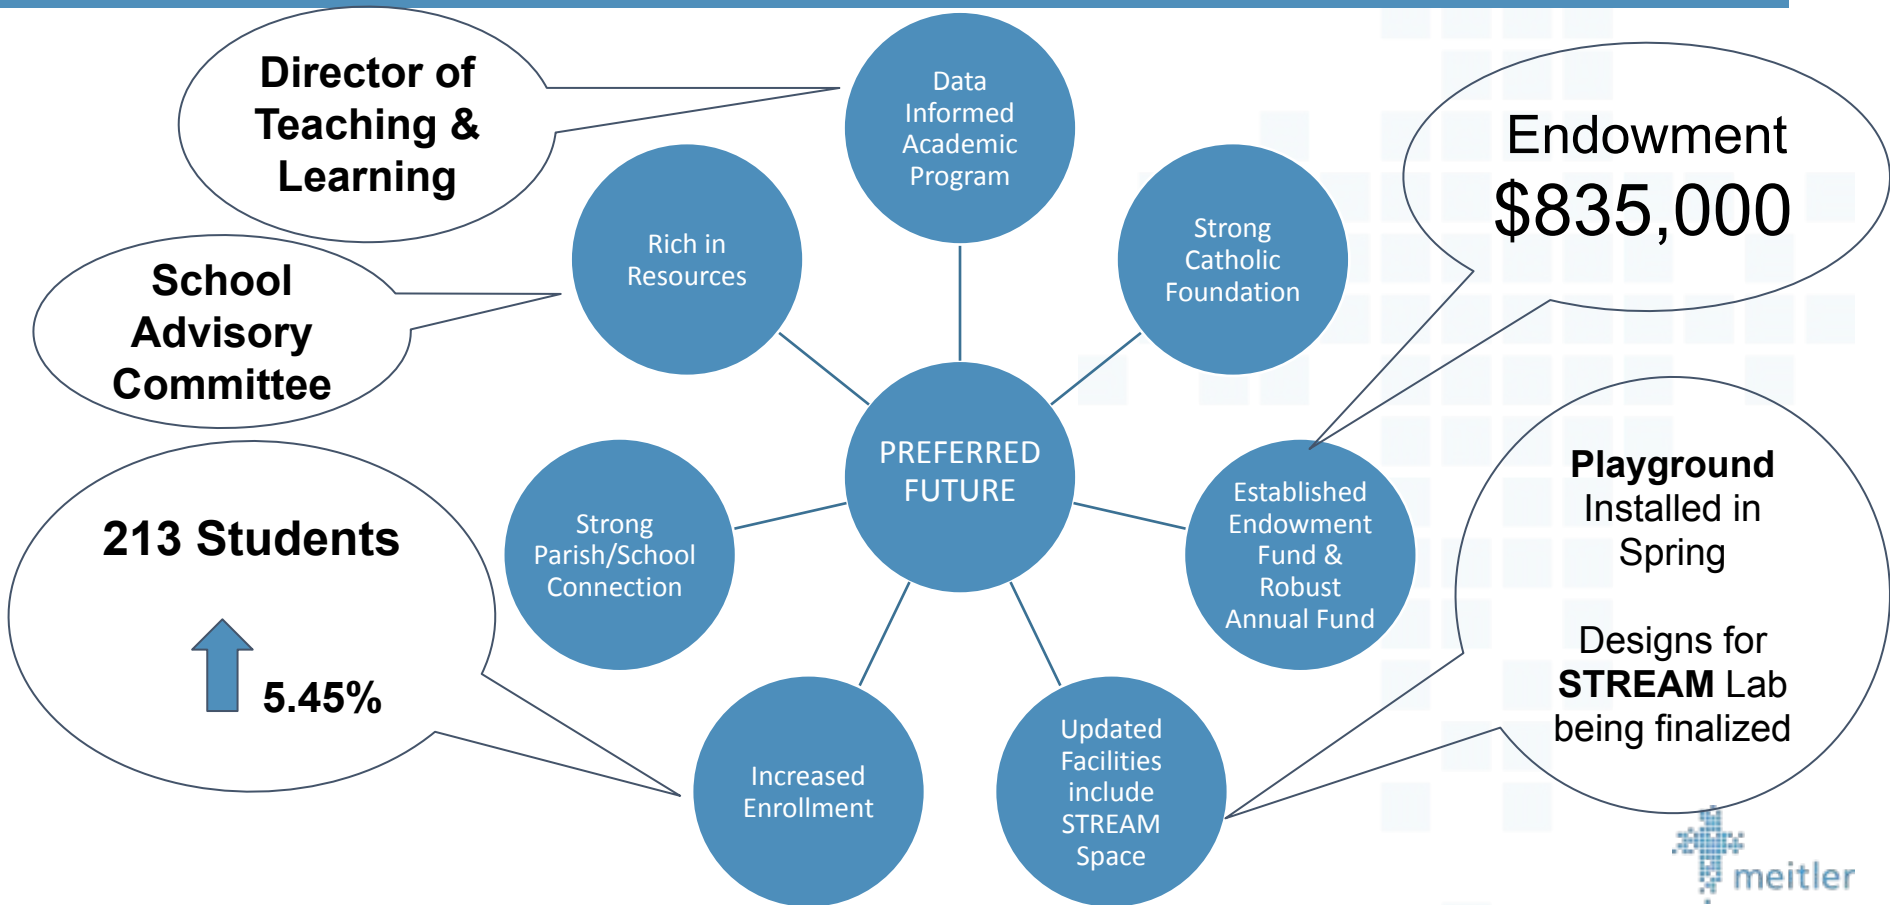 Director of
Teaching &
Learning
Data
Informed
Academic
Program
Endowment
$835,000
Rich in
Resources
Strong
Catholic
Foundation
School
Advisory
Committee
PREFERRED
FUTURE
Playground
Installed in
Spring
Designs for
STREAM Lab
being finalized
213 Students
5.45%
Strong
Parish/School
Connection
Established
Endowment
Fund &
Robust
Annual Fund
Increased
Enrollment
Updated
Facilities
include
STREAM
Space
meitler